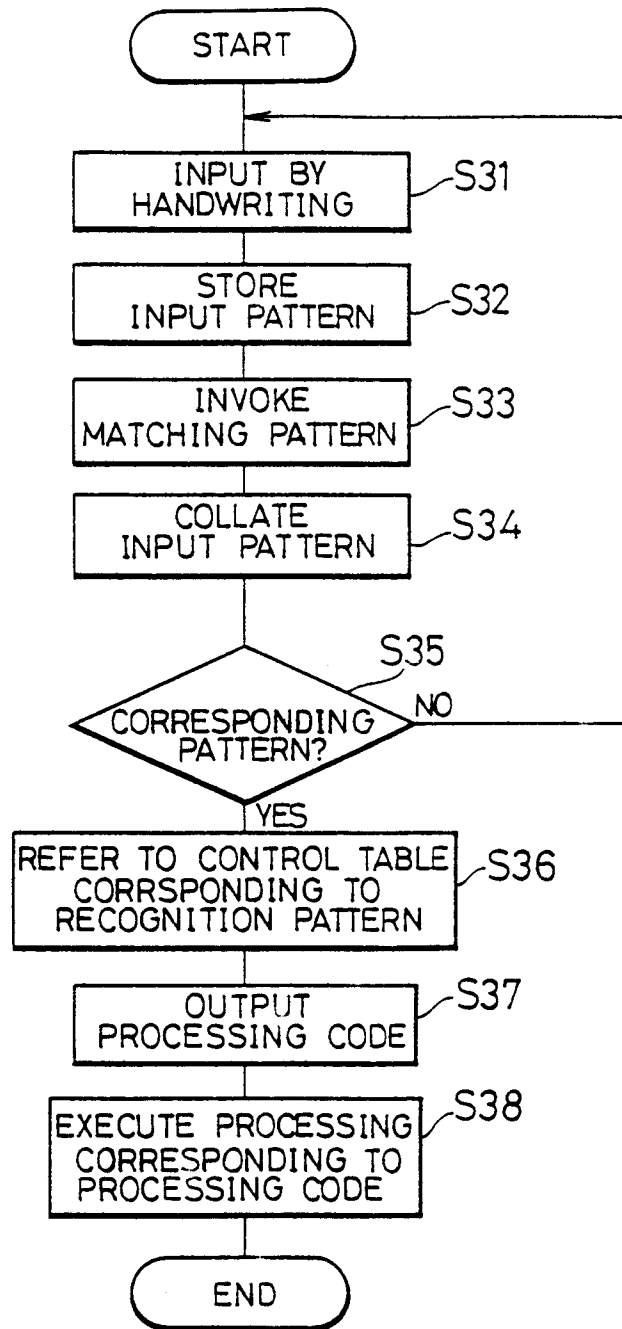 START
INPUT BY
HANDWRITING
S31
STORE
INPUT PATTERN
S32
INVOKE
MATCHING PATTERN
S33
COLLATE
INPUT PATTERN
S34
S35
CORRESPONDING
PATTERN?
NO
YES
REFER TO CONTROL TABLE
CORRSPONDING TO
RECOGNITION PATTERN
S36
OUTPUT
PROCESSING CODE
S37
EXECUTE PROCESSING
CORRESPONDING TO
PROCESSING CODE
S38
END